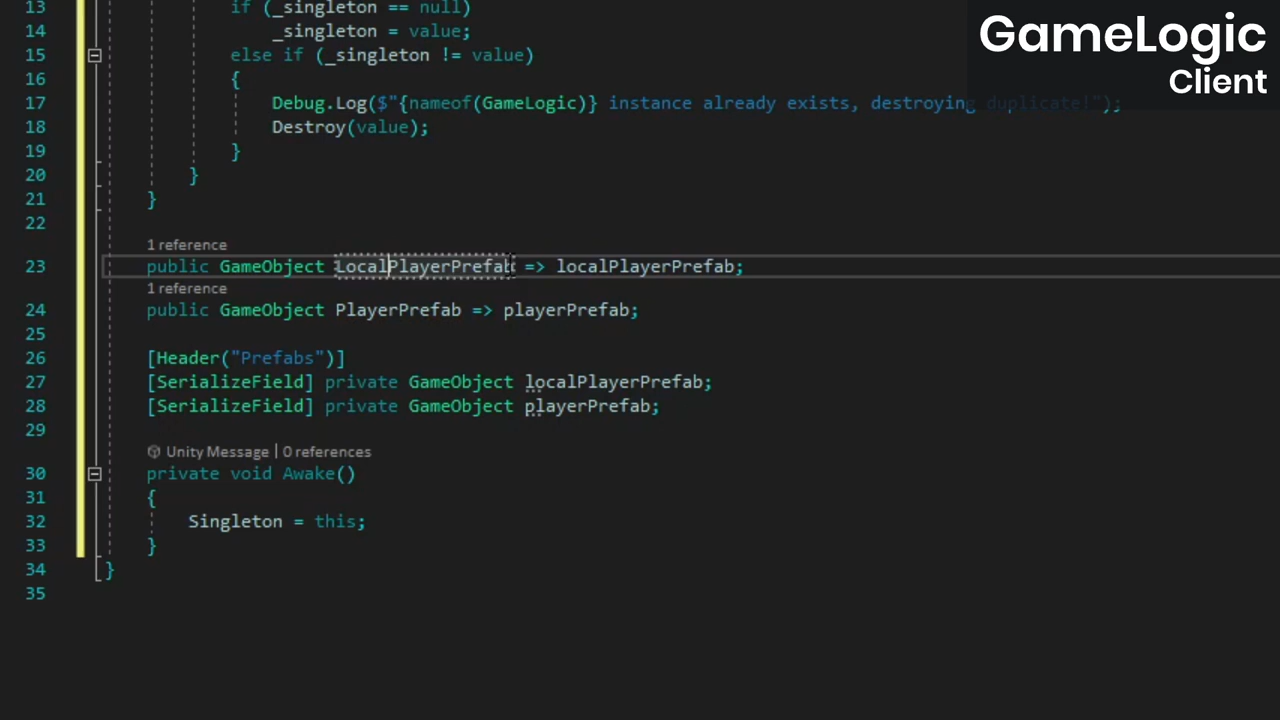 GameLogic
Client
13 if (_singleton == null)
14 _singleton = value;
15 else if (_singleton != value)
16 {
17 Debug.Log($"{nameof(GameLogic)} instance already exists, destroying duplicate!");
18 Destroy(value);
19 }
20 }
21 }
22
1 reference
23 public GameObject LocalPlayerPrefab => localPlayerPrefab;
1 reference
24 public GameObject PlayerPrefab => playerPrefab;
25
26 [Header("Prefabs")]
27 [SerializeField] private GameObject localPlayerPrefab;
28 [SerializeField] private GameObject playerPrefab;
29
Unity Message | 0 references
30 private void Awake()
31 {
32 Singleton = this;
33 }
34 }
35